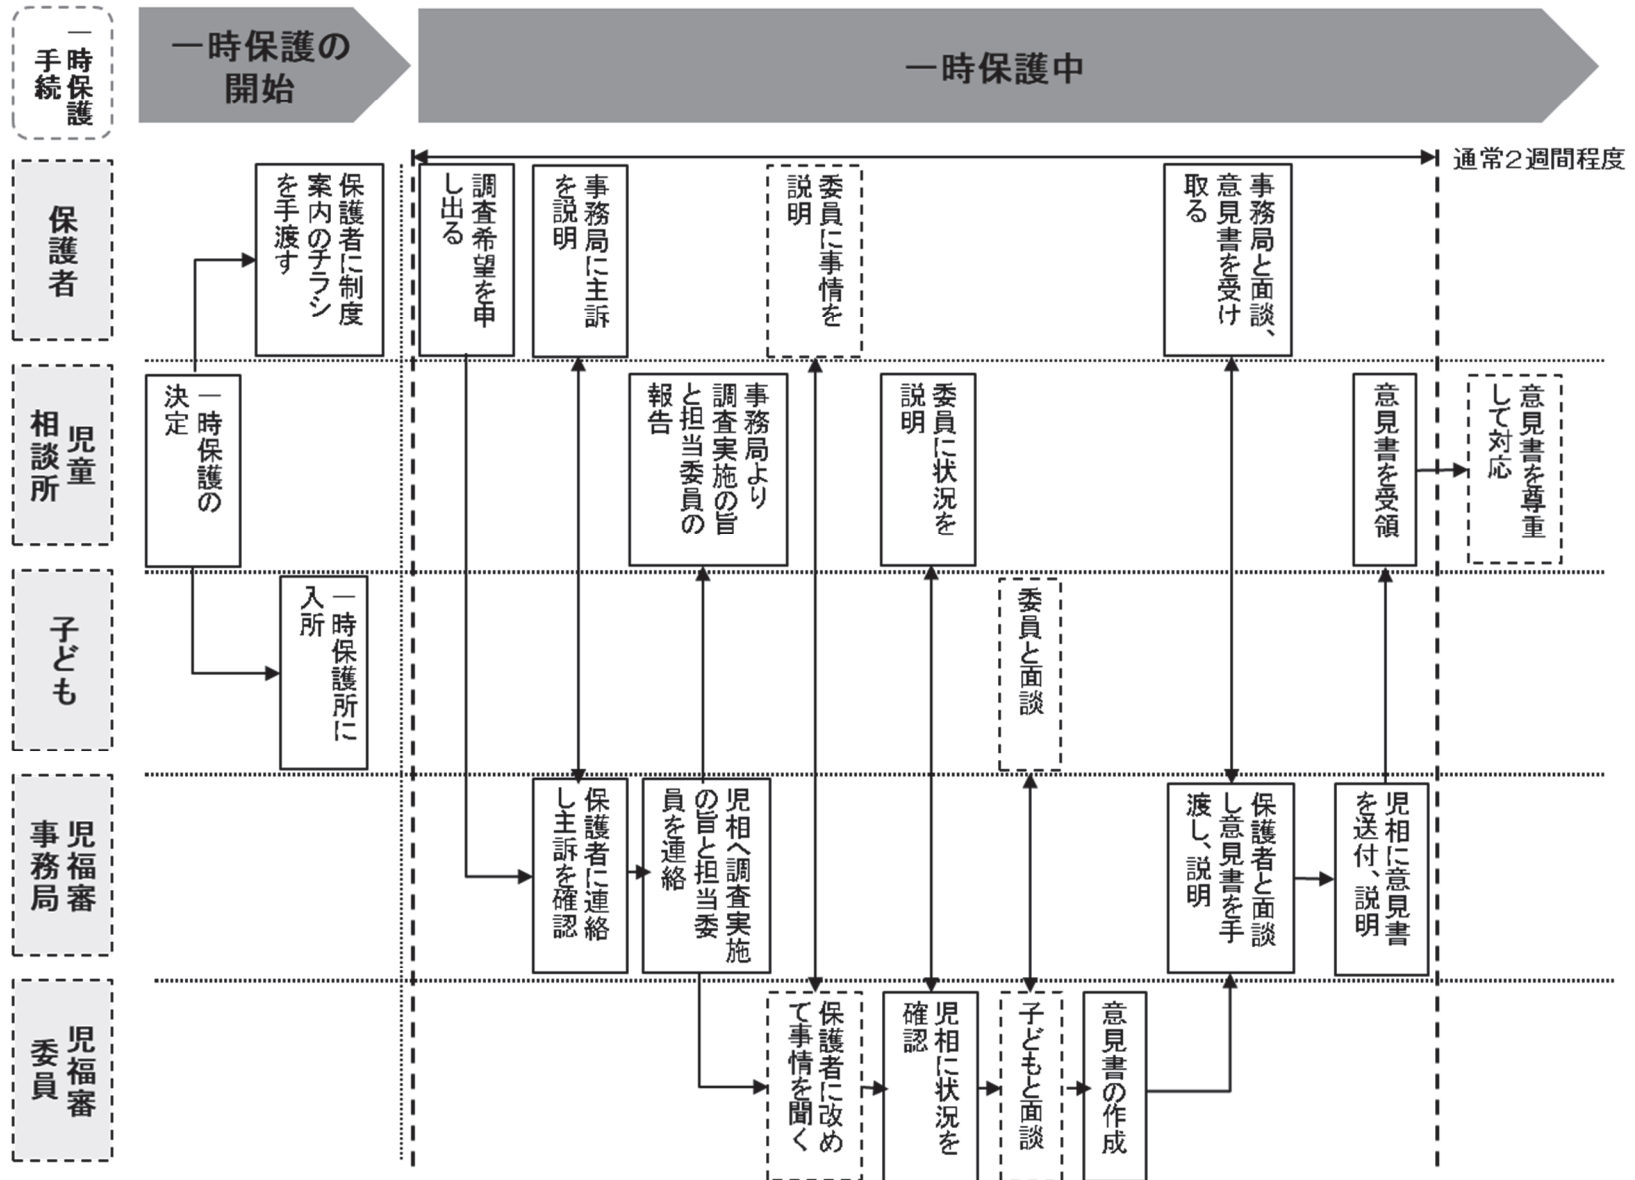 一時保護
手続
一時保護の
開始
一時保護中
通常2週間程度
保護者
保護者に制度
案内のチラシ
を手渡す
調査希望を申
し出る
事務局に主訴
を説明
委員に事情を
説明
事務局と面談、
意見書を受け
取る
児童
相談所
一時保護の
決定
事務局より
調査実施の旨
と担当委員の
報告
委員に状況を
説明
意見書を受領
意見書を尊重
して対応
子ども
一時保護所に
入所
委員と面談
児福審
事務局
保護者に連絡
し主訴を確認
児相へ調査実施
の旨と担当委
員を連絡
保護者と面談
し意見書を手
渡し、説明
児相に意見書
を送付、説明
児福審
委員
保護者に改め
て事情を聞く
児相に状況を
確認
子どもと面談
意見書の作成